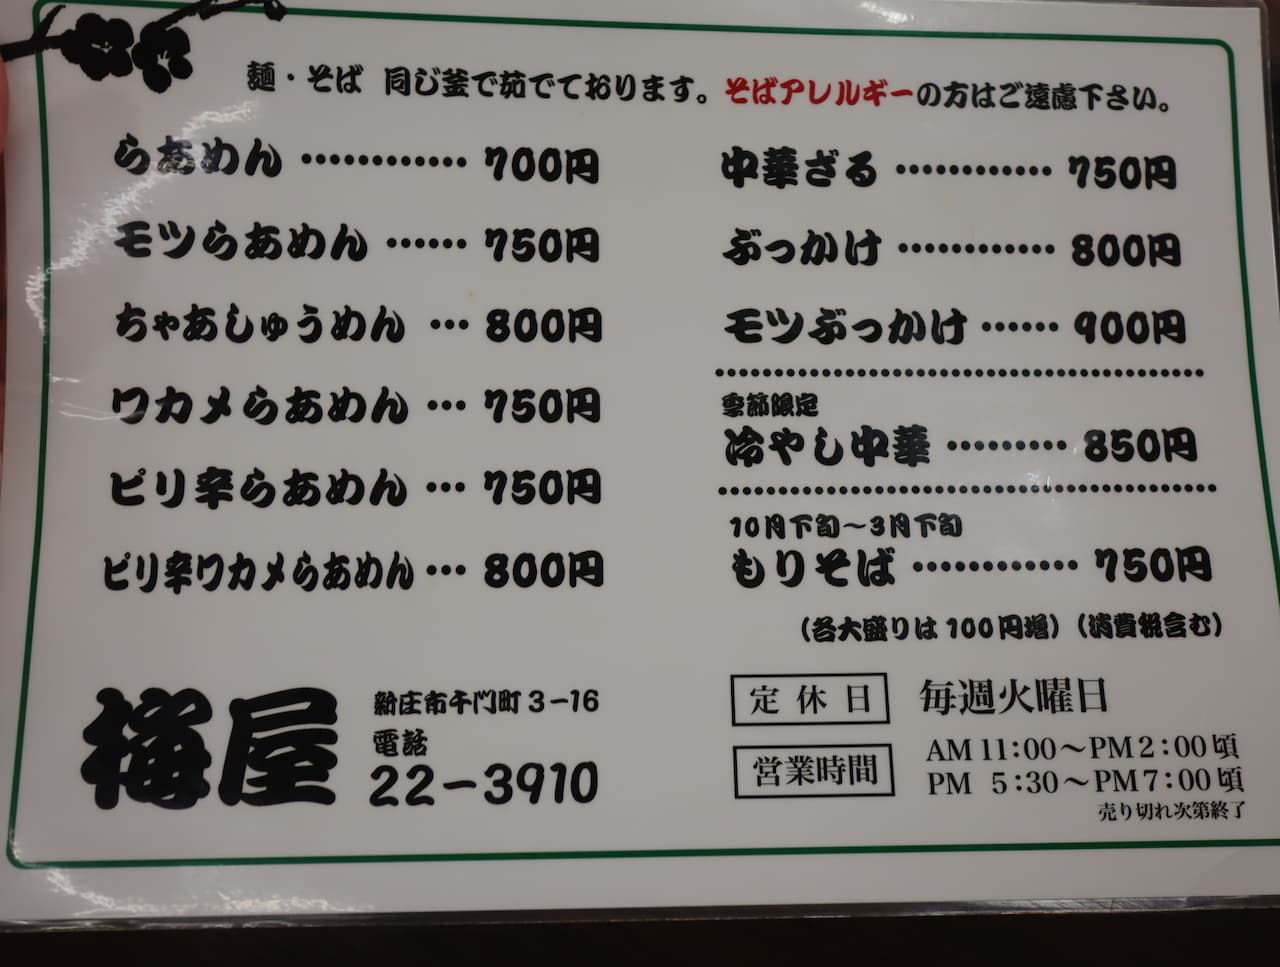 麺・そば 同じ釜で茹でております。そばアレルギーの方はご遠慮下さい。
らあめん ………… 700円
モツらあめん …… 750円
ちゃあしゅうめん … 800円
ワカメらあめん … 750円
ピリ辛らあめん … 750円
ピリ辛ワカメらあめん … 800円
中華ざる ………… 750円
ぶっかけ ………… 800円
モツぶっかけ …… 900円
季節限定
冷やし中華 ……… 850円
10月下旬～3月下旬
もりそば ………… 750円
(各大盛りは100円増)(消費税含む)
梅屋
新庄市千門町3-16
電話
22-3910
定休日 毎週火曜日
営業時間 AM11:00～PM2:00頃
PM 5:30～PM7:00頃
売り切れ次第終了